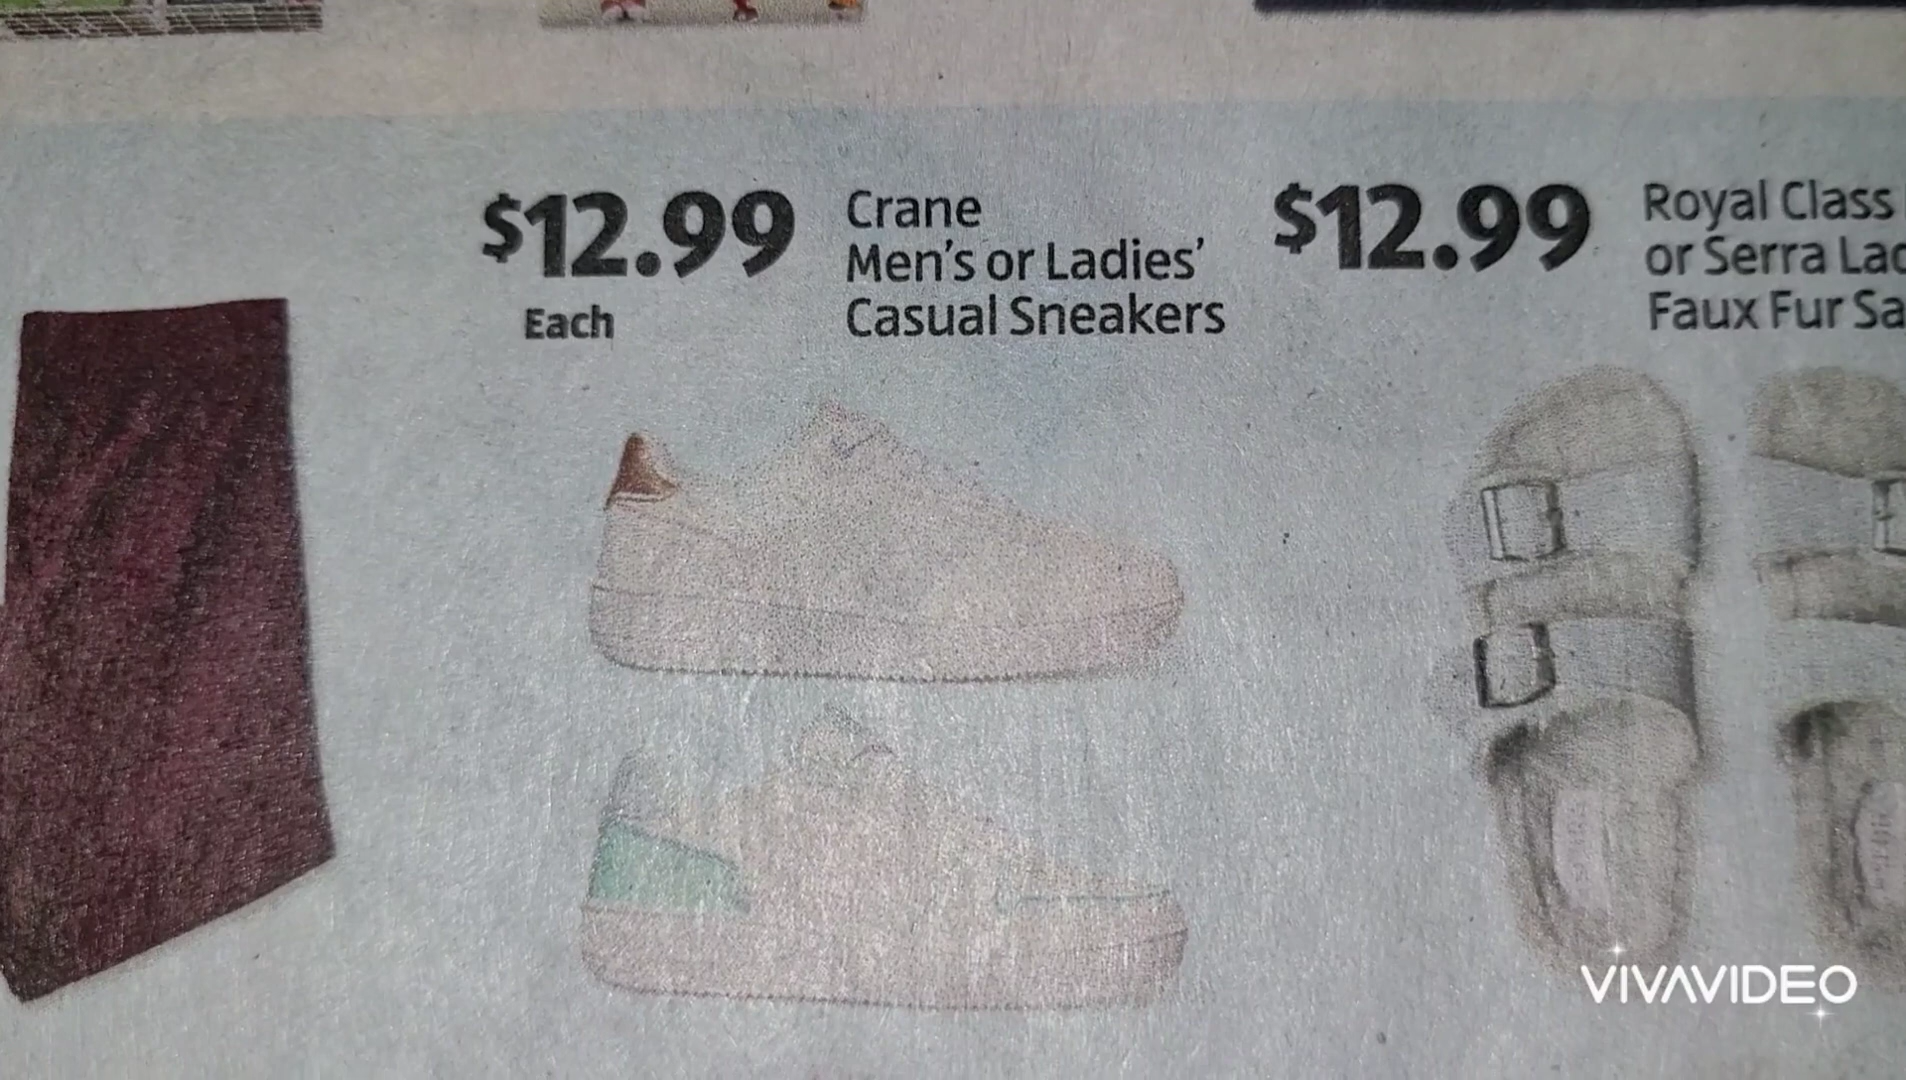 $12.99
Each
Crane
Men's or Ladies'
Casual Sneakers
$12.99
Royal Class
or Serra
Faux Fur
VIVAVIDEO